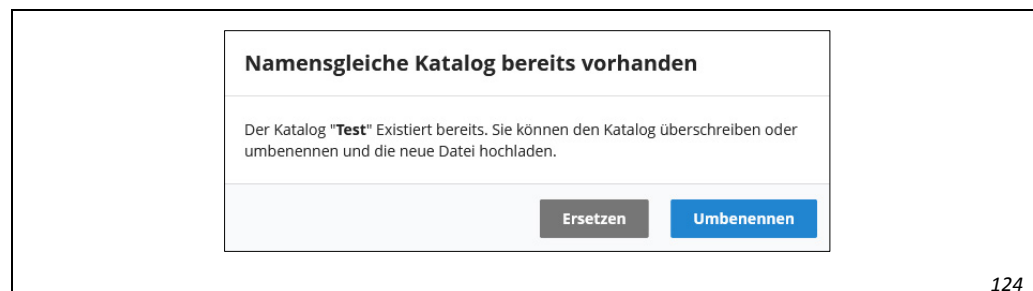 Namensgleiche Katalog bereits vorhanden
Der Katalog "Test" Existiert bereits. Sie können den Katalog überschreiben oder
umbenennen und die neue Datei hochladen.
Ersetzen
Umbenennen
124